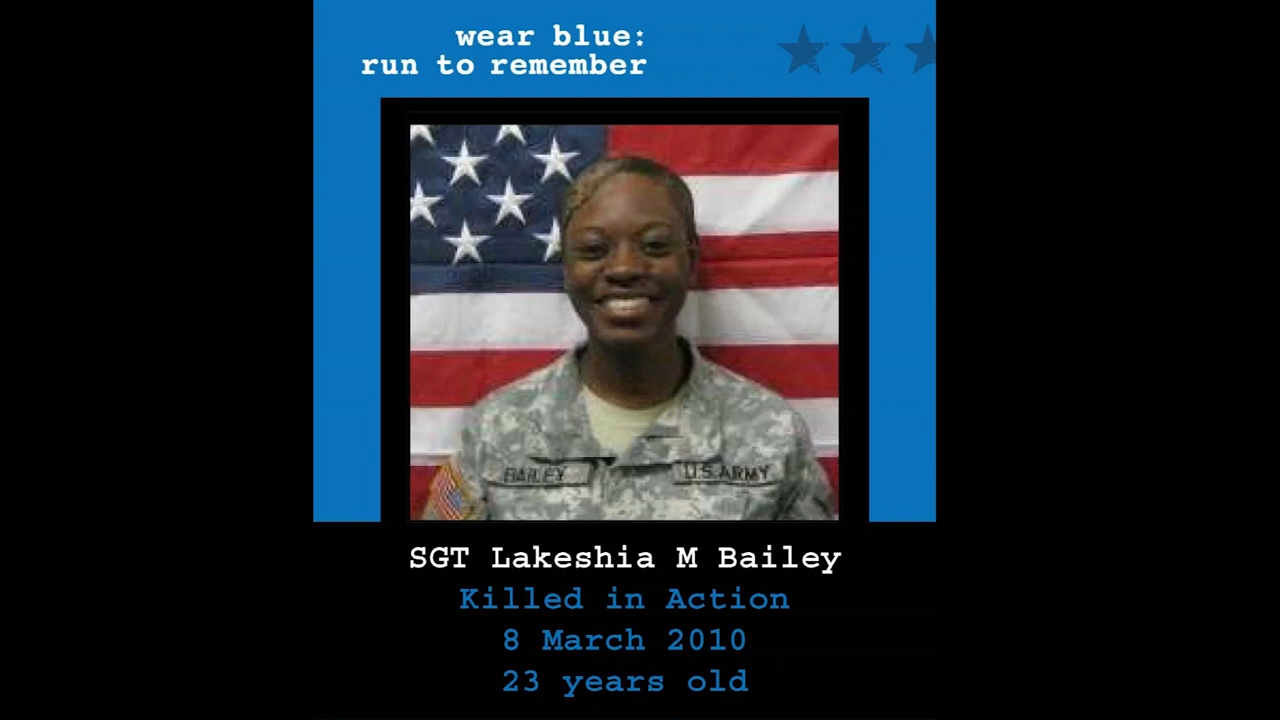 wear blue:
run to remember
BAILEY
U.S. ARMY
SGT Lakeshia M Bailey
Killed in Action
8 March 2010
23 years old